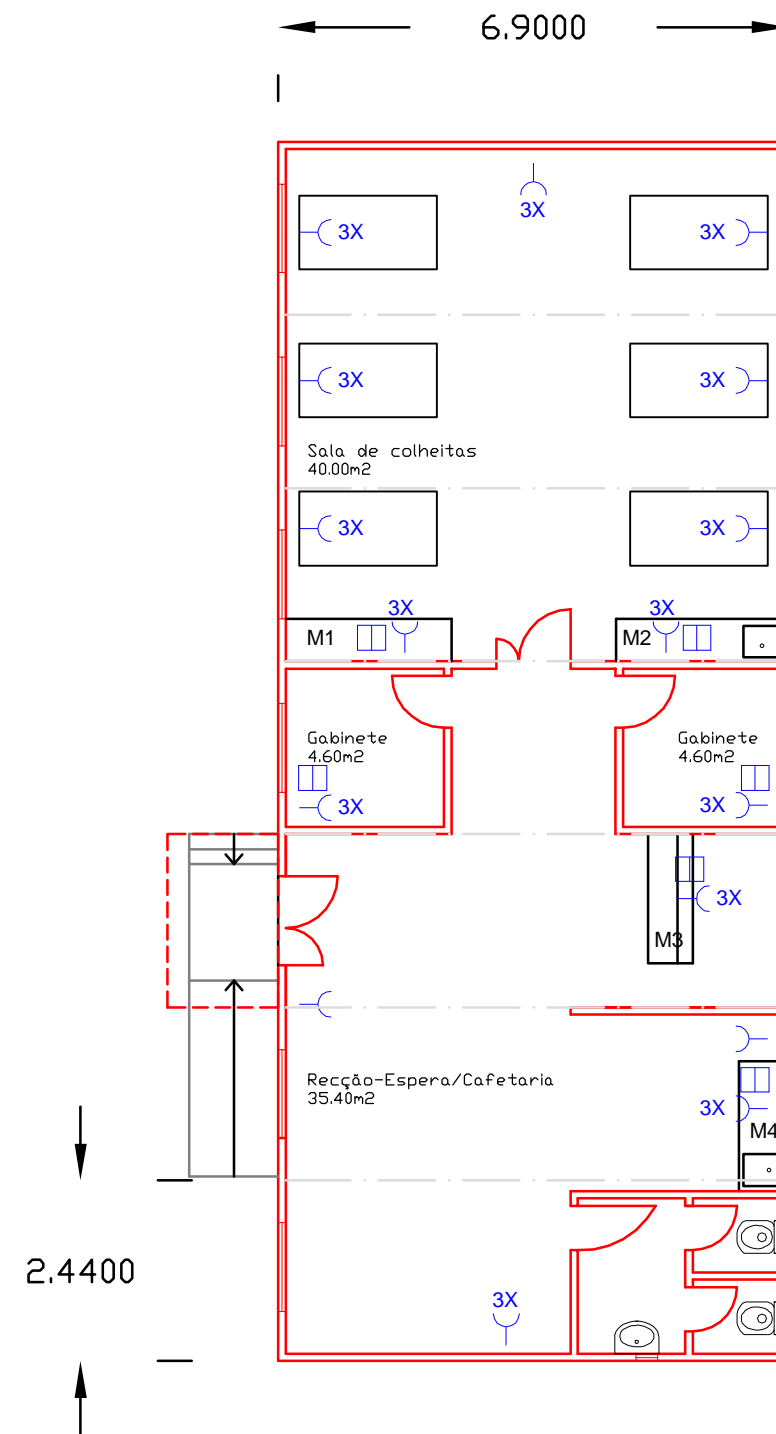 6.9000
3X
3X
3X
3X
3X
Sala de colheitas
40.00m2
3X
3X
3X
3X
M1
M2
Gabinete
4.60m2
Gabinete
4.60m2
3X
3X
3X
M3
Recção-Espera/Cafetaria
35.40m2
3X
M4
2.4400
3X